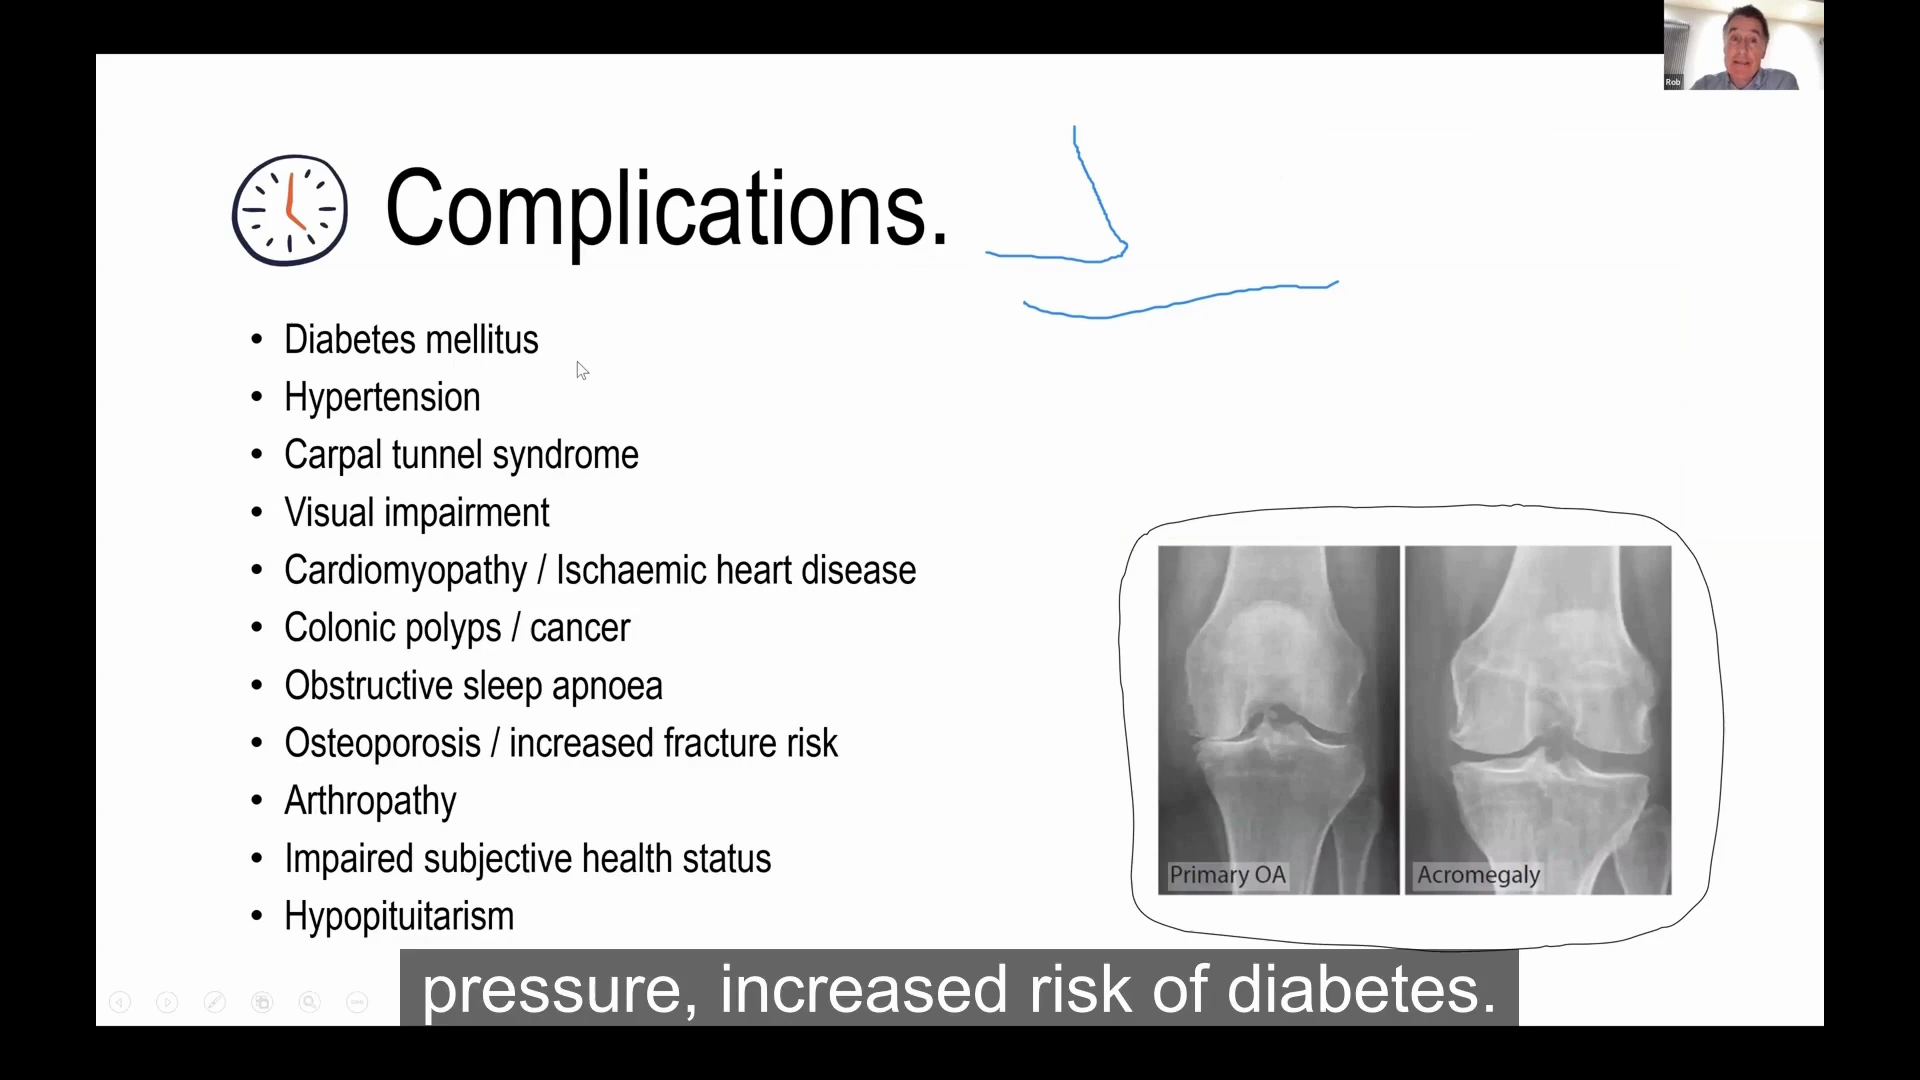 Rob
Complications.
• Diabetes mellitus
• Hypertension
• Carpal tunnel syndrome
• Visual impairment
• Cardiomyopathy / Ischaemic heart disease
• Colonic polyps / cancer
• Obstructive sleep apnoea
• Osteoporosis / increased fracture risk
• Arthropathy
• Impaired subjective health status
• Hypopituitarism
Primary OA
Acromegaly
pressure, increased risk of diabetes.